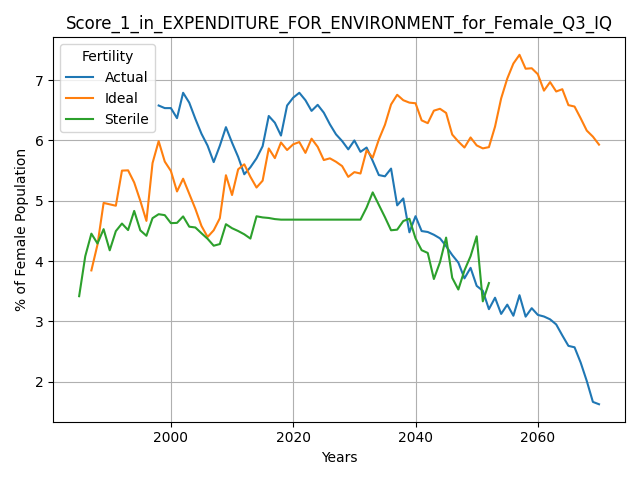 Score_1_in_EXPENDITURE_FOR_ENVIRONMENT_for_Female_Q3_IQ
Fertility
Actual
Ideal
Sterile
% of Female Population
7
6
5
4
3
2
2000 2020 2040 2060
Years